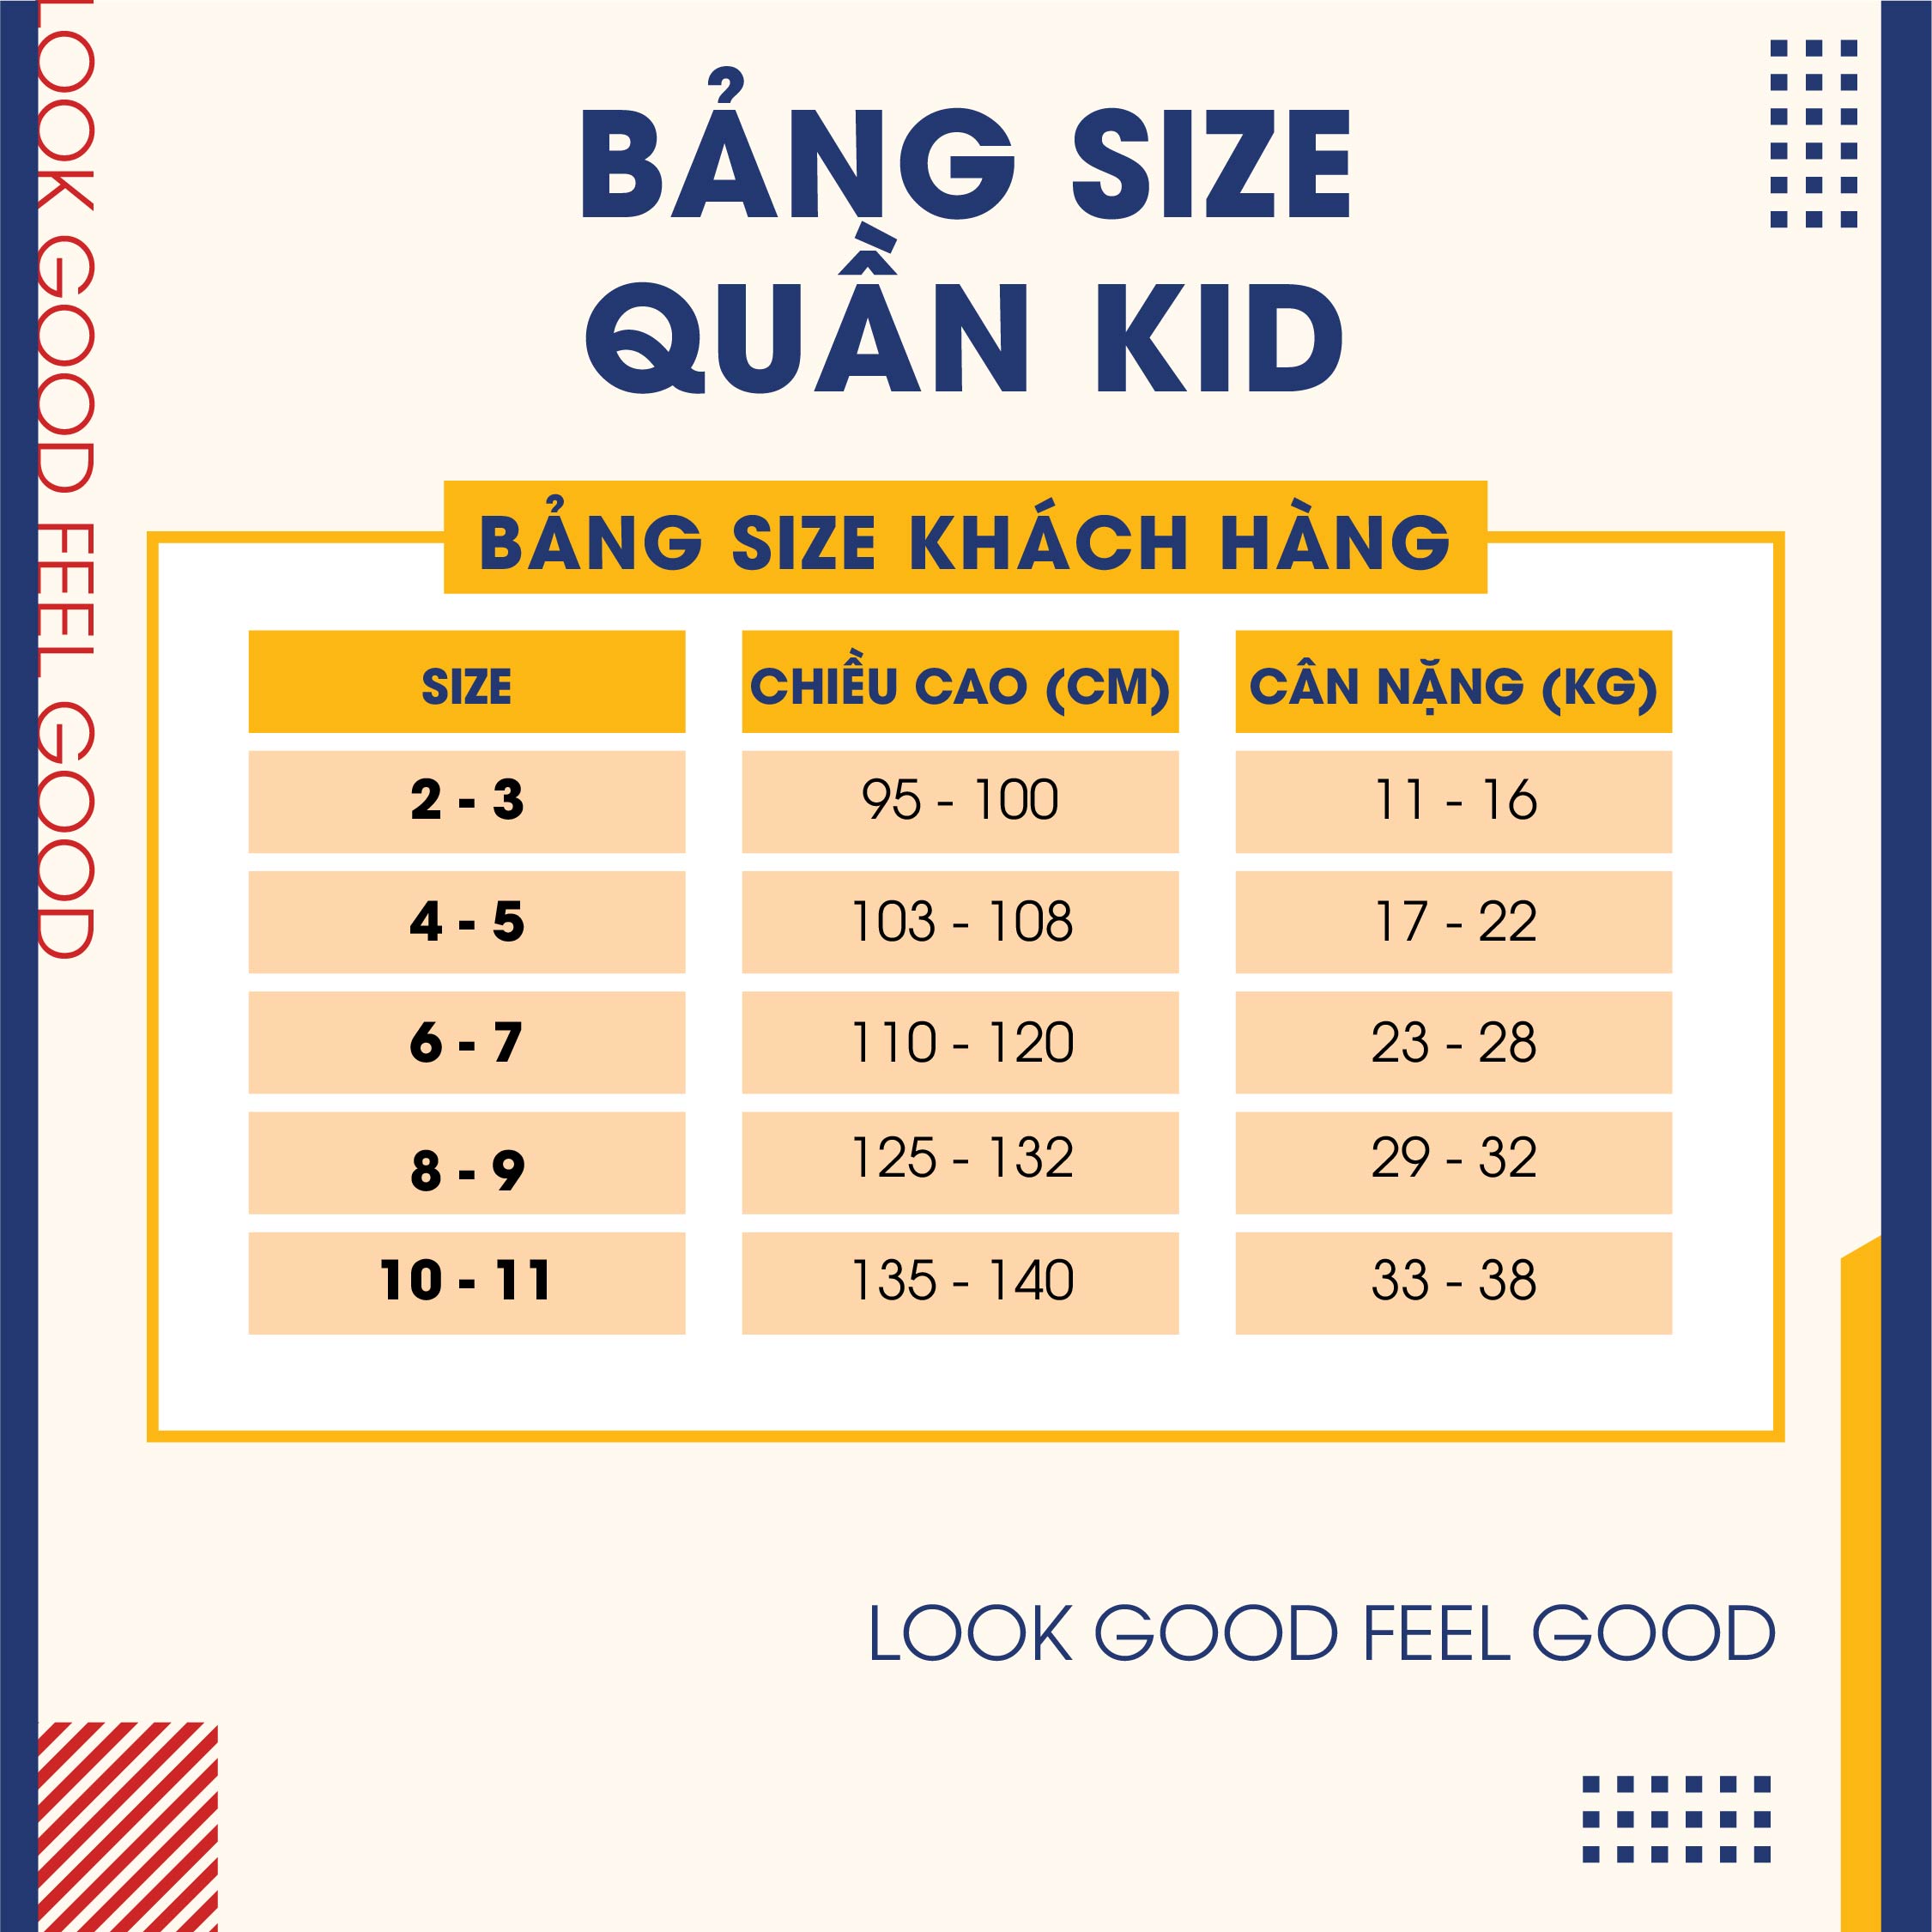 LOOK GOOD FEEL GOOD
BẢNG SIZE
QUẦN KID
BẢNG SIZE KHÁCH HÀNG
SIZE CHIỀU CAO (CM) CÂN NẶNG (KG)
2 - 3 95 - 100 11 - 16
4 - 5 103 - 108 17 - 22
6 - 7 110 - 120 23 - 28
8 - 9 125 - 132 29 - 32
10 - 11 135 - 140 33 - 38
LOOK GOOD FEEL GOOD